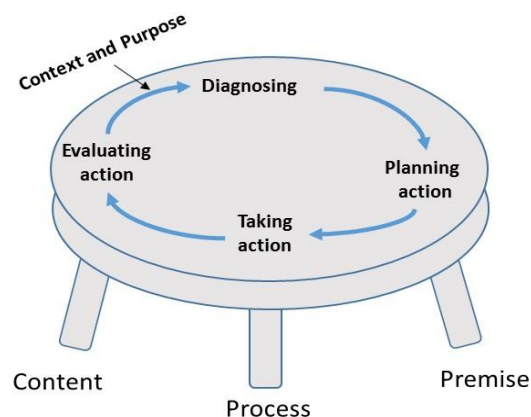 Context and Purpose
Diagnosing
Evaluating
action
Planning
action
Taking
action
Content
Process
Premise